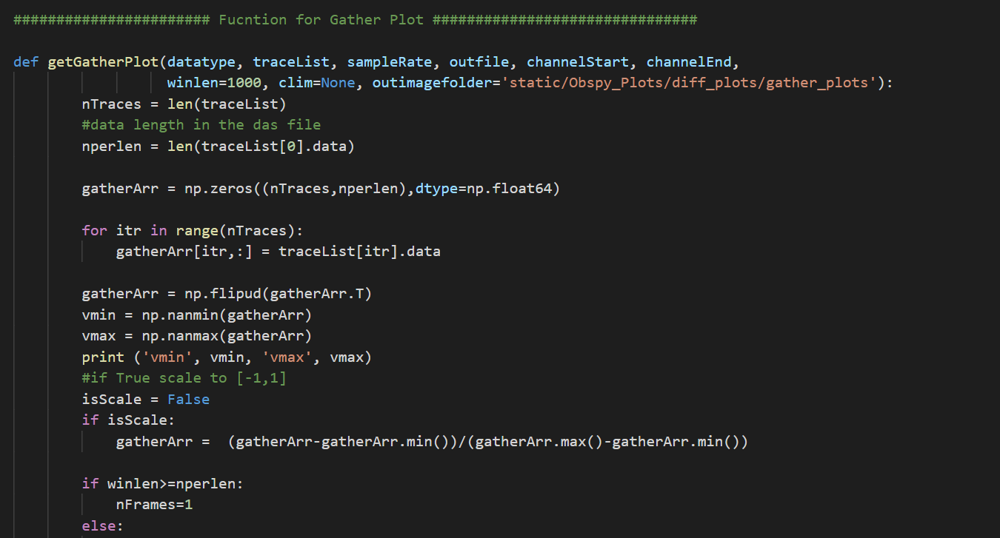 ####################### Fucntion for Gather Plot ###############################
def getGatherPlot(datatype, traceList, sampleRate, outfile, channelStart, channelEnd,
winlen=1000, clim=None, outimagefolder='static/Obspy_Plots/diff_plots/gather_plots'):
nTraces = len(traceList)
#data length in the das file
nperlen = len(traceList[0].data)
gatherArr = np.zeros((nTraces,nperlen),dtype=np.float64)
for itr in range(nTraces):
gatherArr[itr,:] = traceList[itr].data
gatherArr = np.flipud(gatherArr.T)
vmin = np.nanmin(gatherArr)
vmax = np.nanmax(gatherArr)
print ('vmin', vmin, 'vmax', vmax)
#if True scale to [-1,1]
isScale = False
if isScale:
gatherArr =  (gatherArr-gatherArr.min())/(gatherArr.max()-gatherArr.min())
if winlen>=nperlen:
nFrames=1
else: